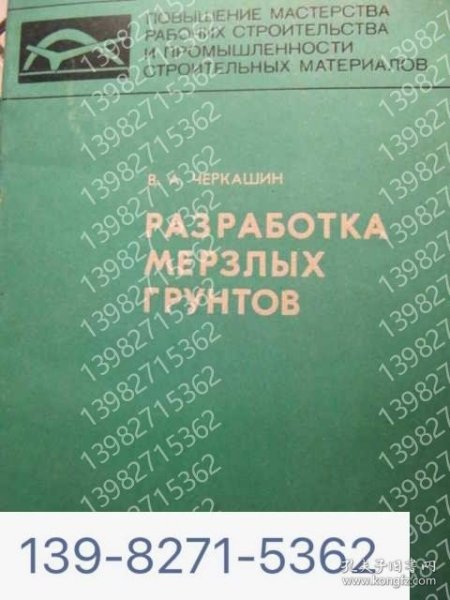 ПОВЫШЕНИЕ МАСТЕРСТВА
РАБОЧИХ СТРОИТЕЛЬСТВА
И ПРОМЫШЛЕННОСТИ
СТРОИТЕЛЬНЫХ МАТЕРИАЛОВ
В. А. ЧЕРКАШИН
РАЗРАБОТКА
МЕРЗЛЫХ
ГРУНТОВ
13982715362
139-8271-5362
孔夫子旧书网
www.kongfz.com